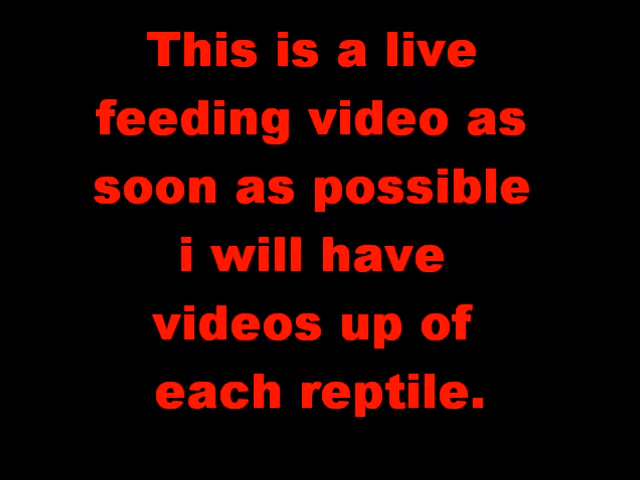 This is a live
feeding video as
soon as possible
i will have
videos up of
each reptile.